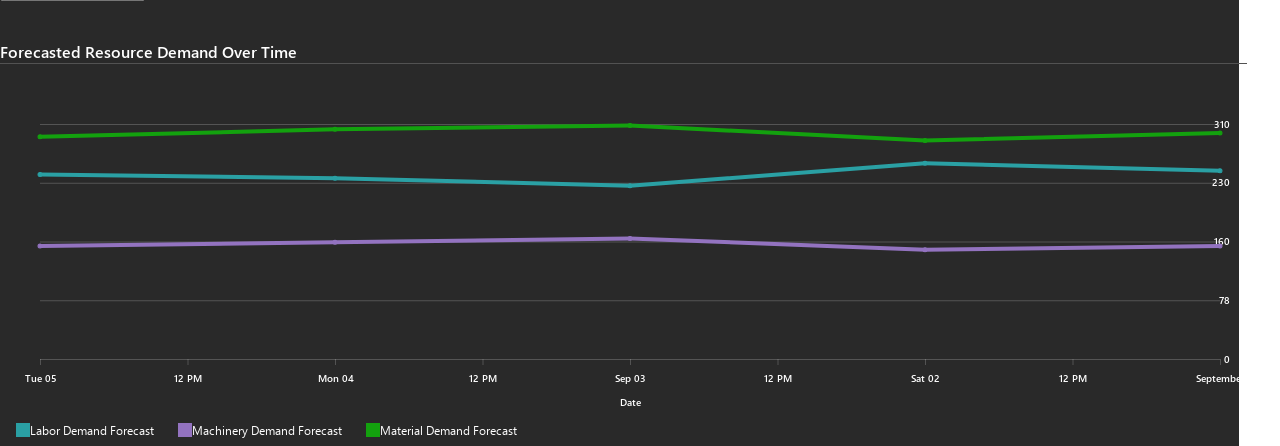 Forecasted Resource Demand Over Time
310
230
160
78
0
Tue 05 12 PM Mon 04 12 PM Sep 03 12 PM Sat 02 12 PM Septembe
Date
Labor Demand Forecast Machinery Demand Forecast Material Demand Forecast